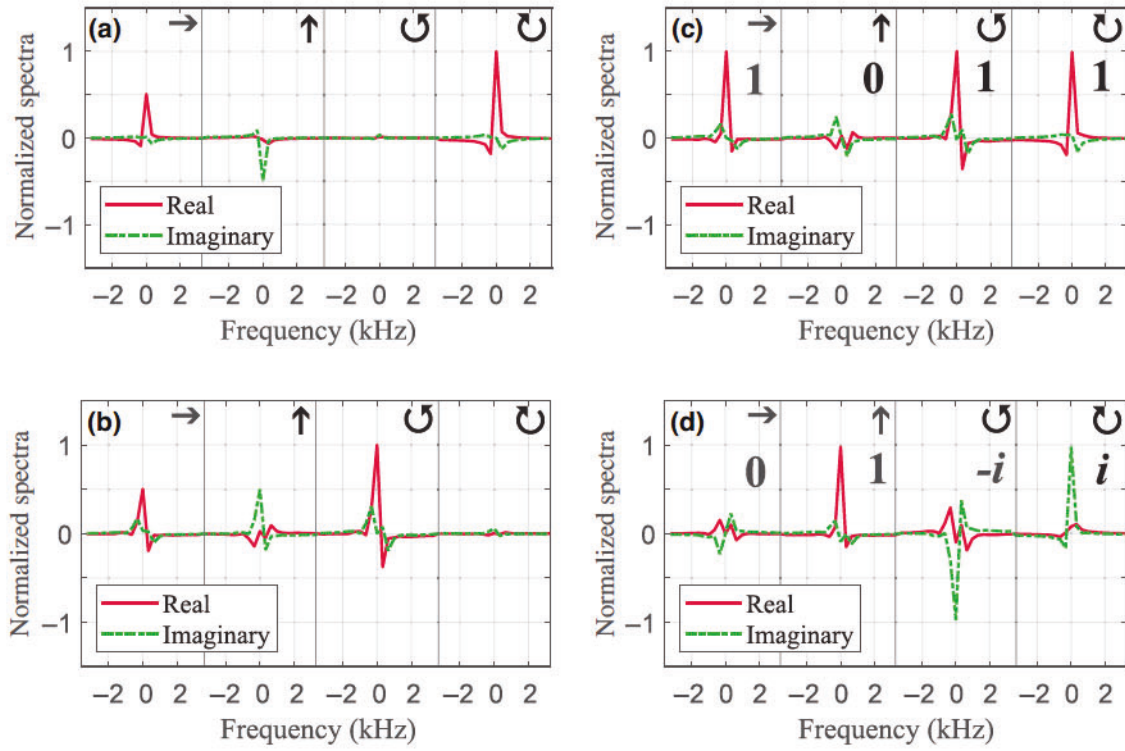 (a) → ↑ ↺ ↻
Normalized spectra
1
0
−1
Real
Imaginary
−2 0 2 −2 0 2 −2 0 2 −2 0 2
Frequency (kHz)
(c) → ↑ ↺ ↻
1 0 1 1
Normalized spectra
1
0
−1
Real
Imaginary
−2 0 2 −2 0 2 −2 0 2 −2 0 2
Frequency (kHz)
(b) → ↑ ↺ ↻
Normalized spectra
1
0
−1
Real
Imaginary
−2 0 2 −2 0 2 −2 0 2 −2 0 2
Frequency (kHz)
(d) → ↑ ↺ ↻
0 1 -i i
Normalized spectra
1
0
−1
Real
Imaginary
−2 0 2 −2 0 2 −2 0 2 −2 0 2
Frequency (kHz)